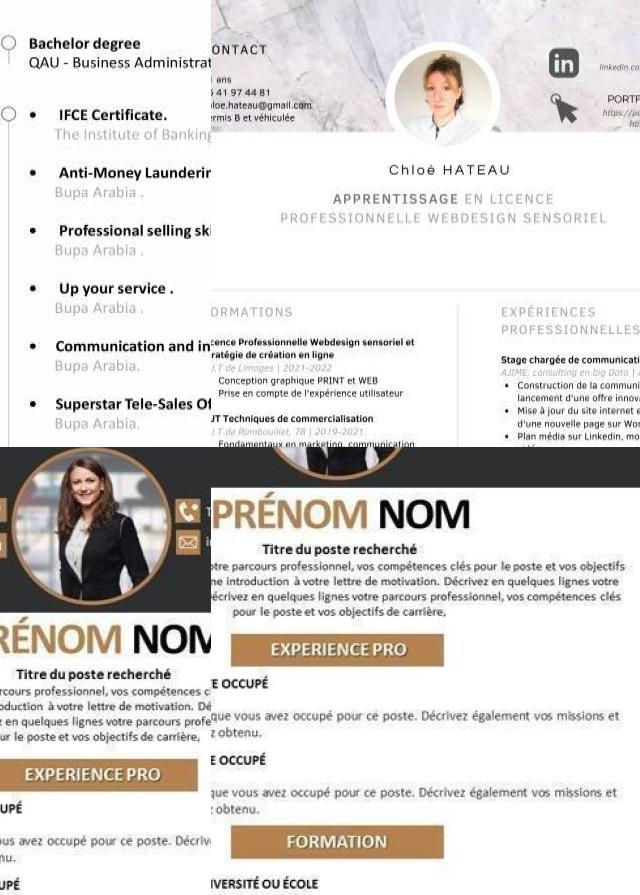 Bachelor degree
QAU - Business Administrat
IFCE Certificate.
The Institute of Banking
Anti-Money Launderin
Bupa Arabia .
Professional selling ski
Bupa Arabia .
Up your service .
Bupa Arabia .
Communication and in
Bupa Arabia.
Superstar Tele-Sales Of
Bupa Arabia.
ONTACT
ans
41 97 44 81
loe.hateau@gmail.com
ermis B et véhiculée
in
linkedin.co
PORTF
https://po
Chloé HATEAU
APPRENTISSAGE EN LICENCE
PROFESSIONNELLE WEBDESIGN SENSORIEL
ORMATIONS
cence Professionnelle Webdesign sensoriel et
ratégie de création en ligne
.T de Limoges | 2021-2022
Conception graphique PRINT et WEB
Prise en compte de l'expérience utilisateur
UT Techniques de commercialisation
.T de Rambouillet, 78 | 2019-2021
Fondamentaux en marketing, communication
EXPÉRIENCES
PROFESSIONNELLES
Stage chargée de communicati
AJIME, consulting en big Data |
Construction de la communi
lancement d'une offre innov
Mise à jour du site internet e
d'une nouvelle page sur Wor
Plan média sur Linkedin, mo
RÉNOM NOM
Titre du poste recherché
rcours professionnel, vos compétences c
oduction à votre lettre de motivation. Dé
z en quelques lignes votre parcours profe
ur le poste et vos objectifs de carrière,
EXPERIENCE PRO
UPÉ
ous avez occupé pour ce poste. Décriv
nu.
UPÉ
PRÉNOM NOM
Titre du poste recherché
otre parcours professionnel, vos compétences clés pour le poste et vos objectifs
ne introduction à votre lettre de motivation. Décrivez en quelques lignes votre
écrivez en quelques lignes votre parcours professionnel, vos compétences clés
pour le poste et vos objectifs de carrière,
EXPERIENCE PRO
E OCCUPÉ
que vous avez occupé pour ce poste. Décrivez également vos missions et
z obtenu.
E OCCUPÉ
que vous avez occupé pour ce poste. Décrivez également vos missions et
z obtenu.
FORMATION
IVERSITÉ OU ÉCOLE